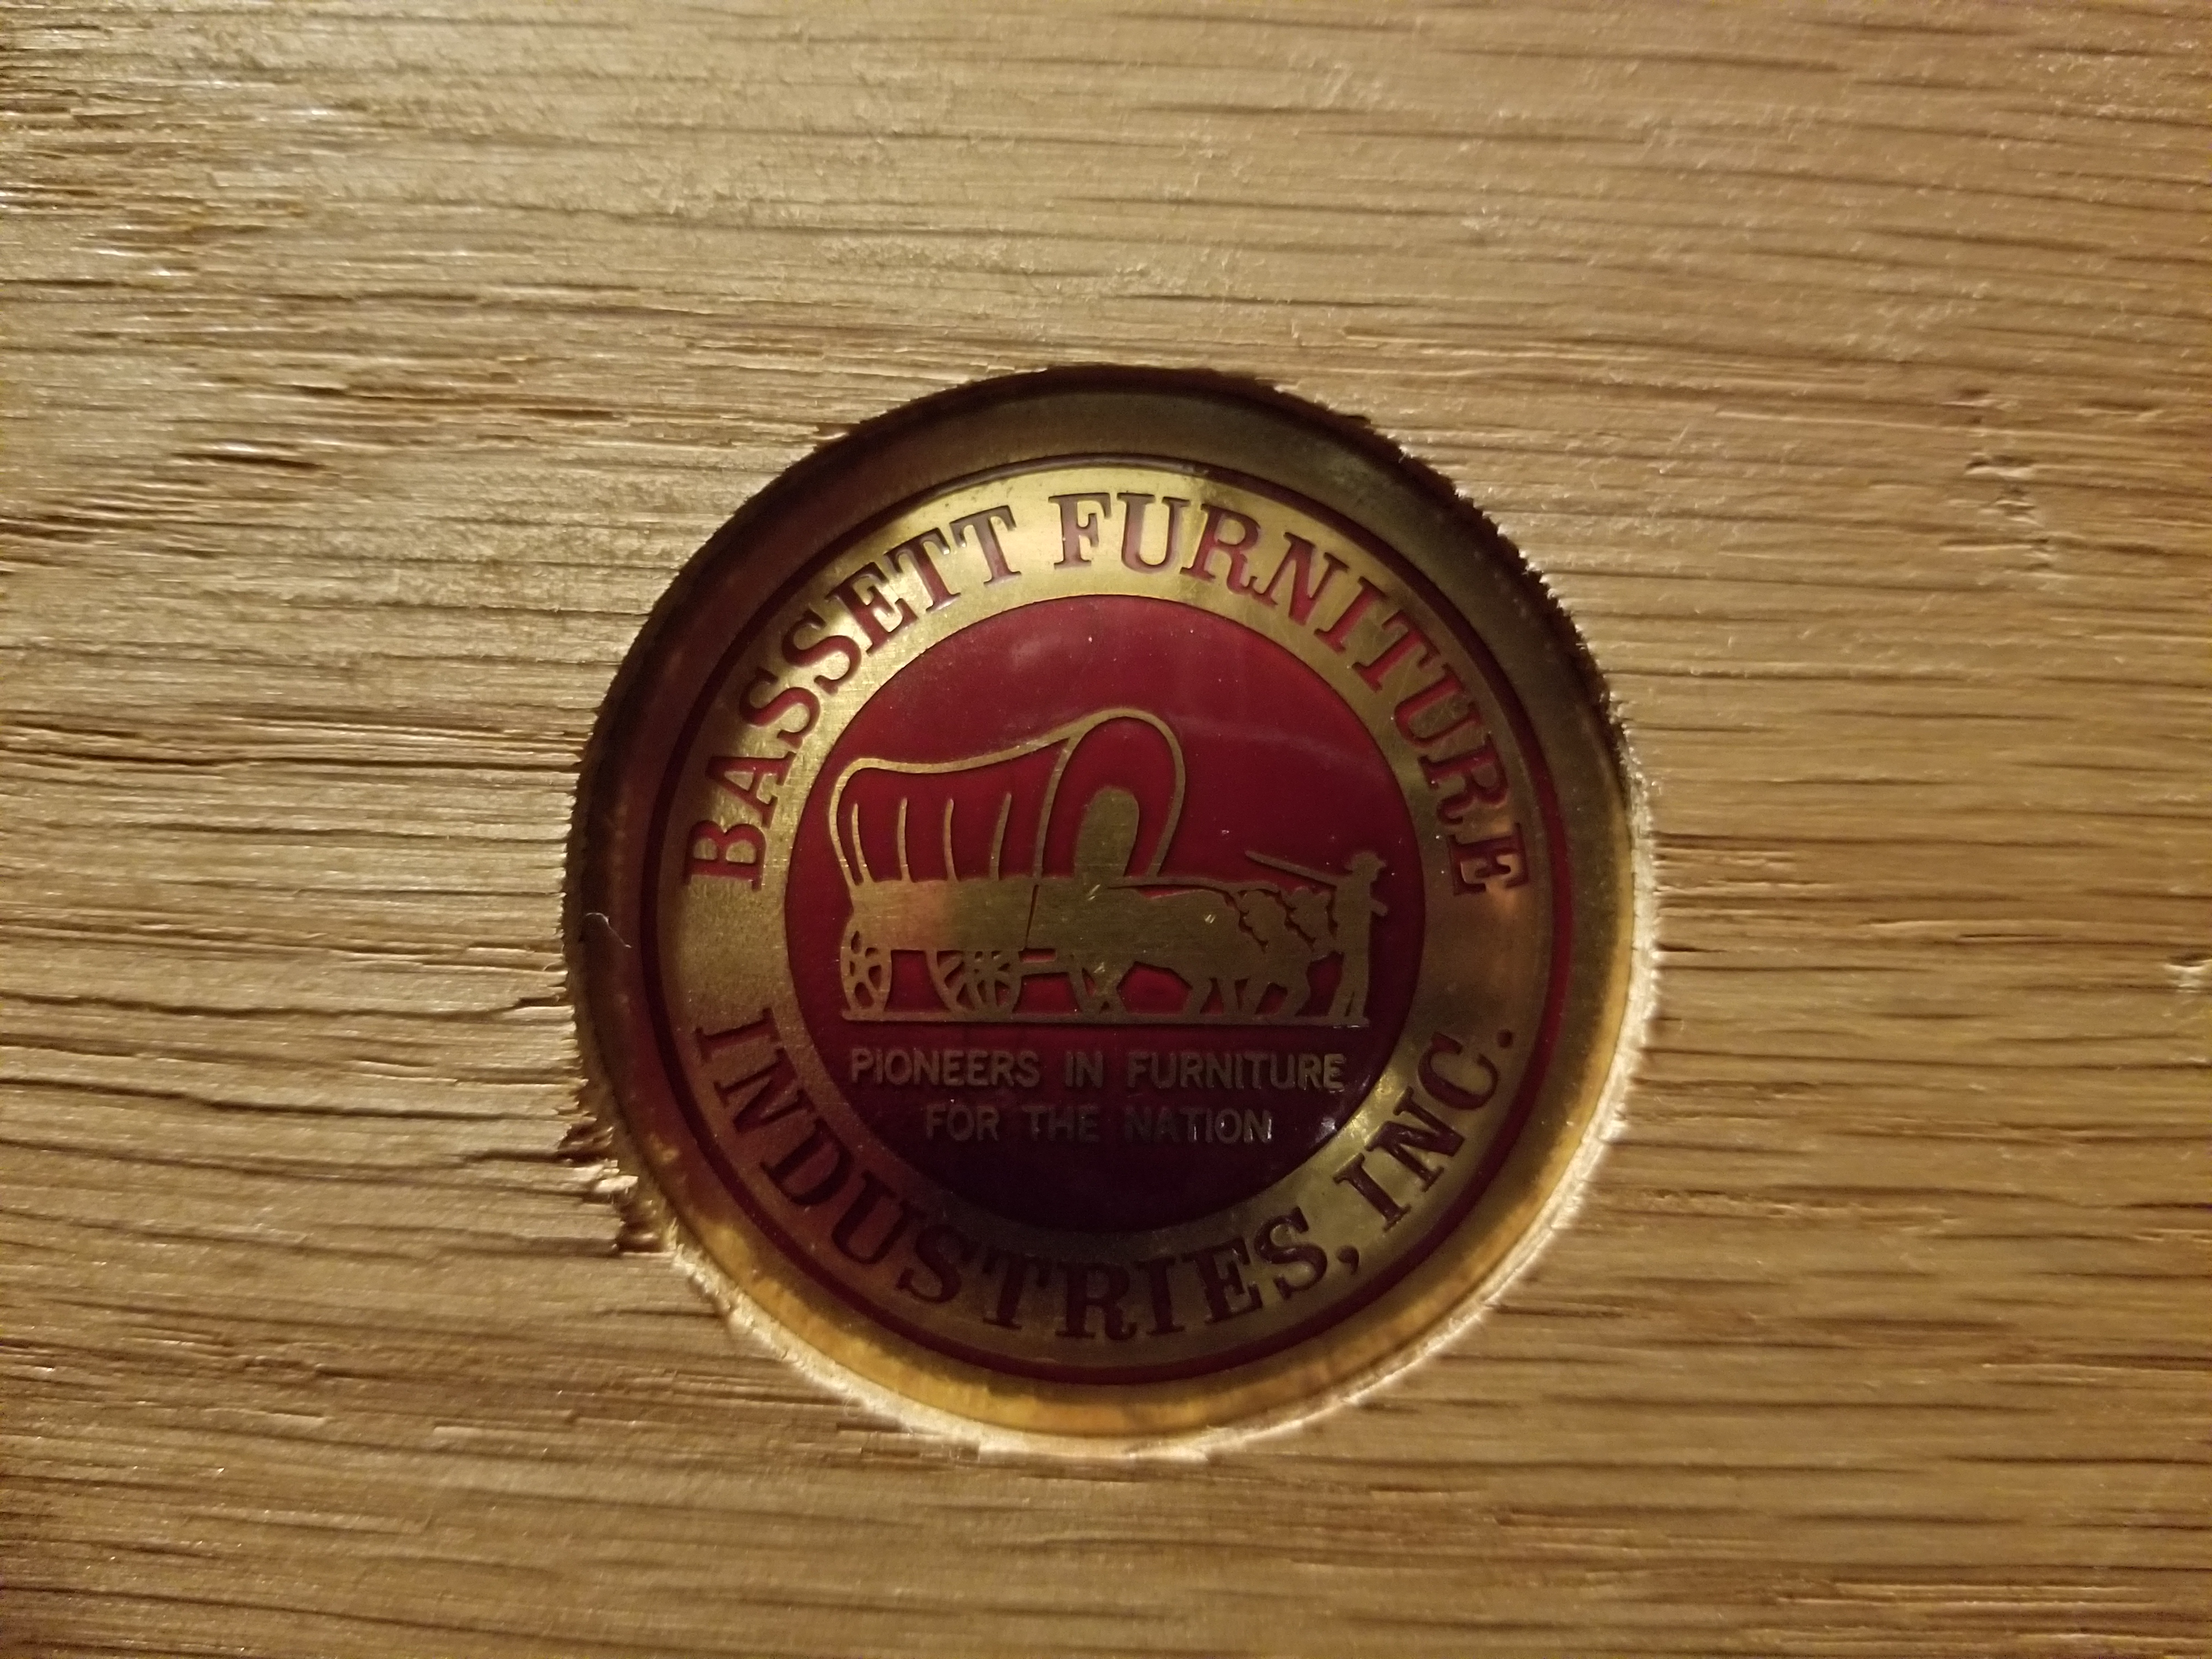 BASSETT FURNITURE
PIONEERS IN FURNITURE
FOR THE NATION
INDUSTRIES, INC.